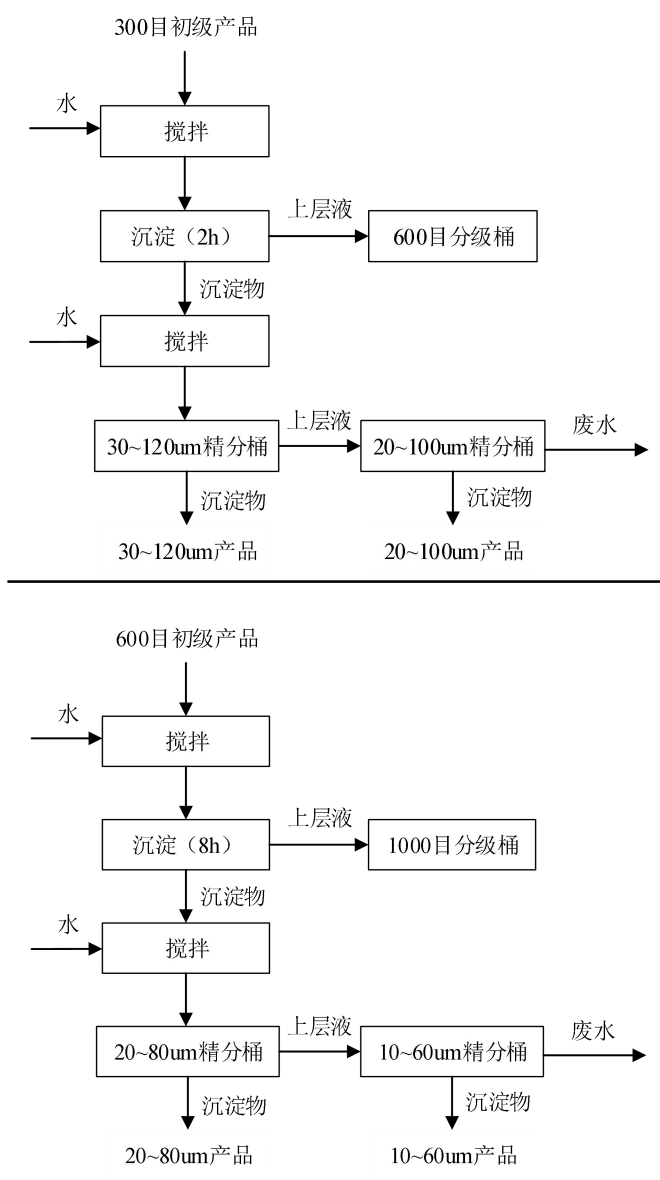 300目初级产品
水
搅拌
上层液
沉淀（2h）
600目分级桶
沉淀物
水
搅拌
上层液
废水
30~120um精分桶
20~100um精分桶
沉淀物
沉淀物
30~120um产品
20~100um产品
600目初级产品
水
搅拌
上层液
沉淀（8h）
1000目分级桶
沉淀物
水
搅拌
上层液
废水
20~80um精分桶
10~60um精分桶
沉淀物
沉淀物
20~80um产品
10~60um产品